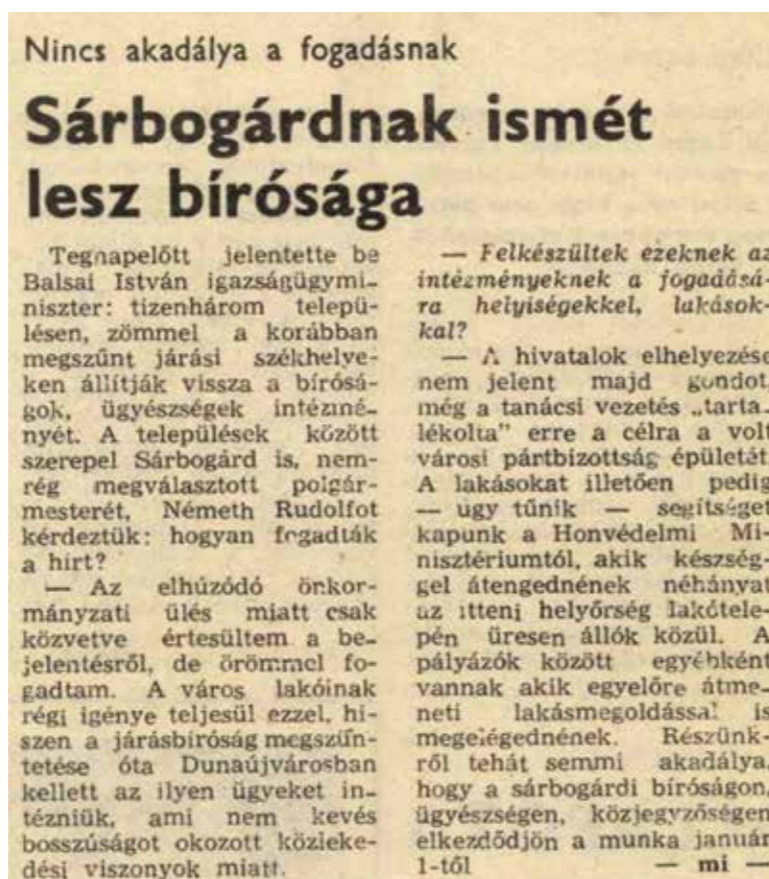 Nincs akadálya a fogadásnak
Sárbogárdnak ismét
lesz bírósága
Tegnapelőtt jelentette be
Balsai István igazságügymi-
niszter: tizenhárom telepü-
lésen, zömmel a korábban
megszűnt járási székhelye-
ken állítják vissza a bírósá-
gok, ügyészségek intézmé-
nyét. A települések között
szerepel Sárbogárd is, nem-
rég megválasztott polgár-
mesterét, Németh Rudolfot
kérdeztük: hogyan fogadták
a hírt?
— Az elhúzódó önkor-
mányzati ülés miatt csak
közvetve értesültem a be-
jelentésről, de örömmel fo-
gadtam. A város lakóinak
régi igénye teljesül ezzel, hi-
szen a járásbíróság megszűn-
tetése óta Dunaújvárosban
kellett az ilyen ügyeket in-
tézniük, ami nem kevés
bosszúságot okozott közleke-
dési viszonyok miatt.
— Felkészültek ezeknek az
intézményeknek a fogadásá-
ra helyiségekkel, lakások-
kal?
— A hivatalok elhelyezése
nem jelent majd gondot,
még a tanácsi vezetés „tarta-
lékolta" erre a célra a volt
városi pártbizottság épületét.
A lakásokat illetően pedig
— ugy tűnik — segítséget
kapunk a Honvédelmi Mi-
nisztériumtól, akik készség-
gel átengednének néhányat
az itteni helyőrség lakótele-
pén üresen állók közül. A
pályázók között egyébként
vannak akik egyelőre átme-
neti lakásmegoldással is
megelégednének. Részünk-
ről tehát semmi akadálya,
hogy a sárbogárdi bíróságon,
ügyészségen, közjegyzőségen
elkezdődjön a munka január
1-től — mi —